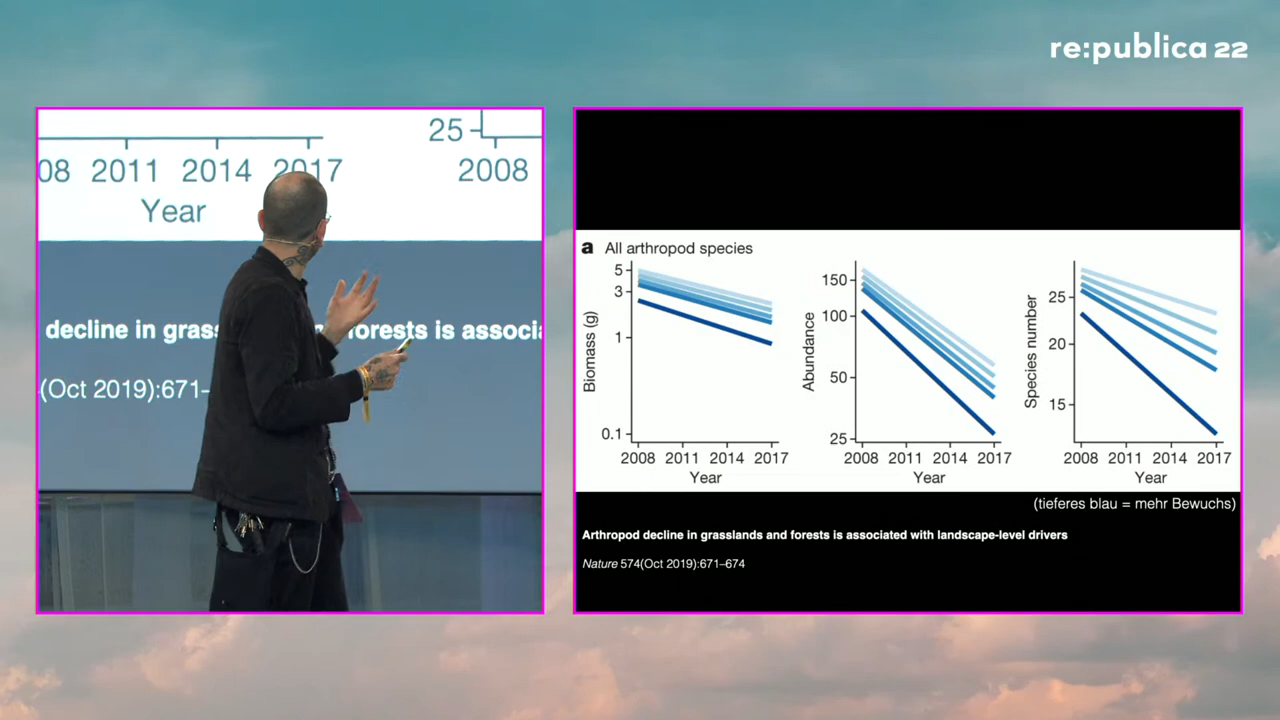 re:publica 22
25
08 2011 2014 2017 2008
Year
decline in grass forests is associa
(Oct 2019):671–
a All arthropod species
Biomass (g)
5
3
1
0.1
2008 2011 2014 2017
Year
Abundance
150
100
50
25
2008 2011 2014 2017
Year
Species number
25
20
15
2008 2011 2014 2017
Year
(tieferes blau = mehr Bewuchs)
Arthropod decline in grasslands and forests is associated with landscape-level drivers
Nature 574(Oct 2019):671–674